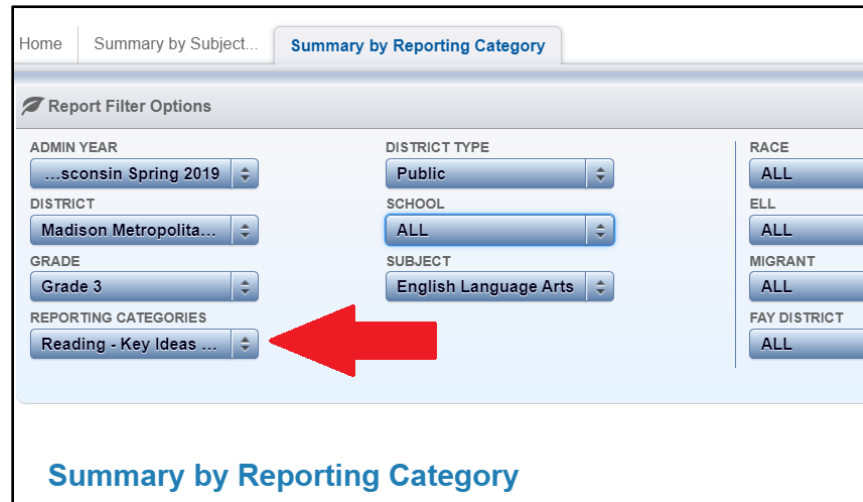 Home Summary by Subject... Summary by Reporting Category
Report Filter Options
ADMIN YEAR DISTRICT TYPE RACE
...sconsin Spring 2019 Public ALL
DISTRICT SCHOOL ELL
Madison Metropolita... ALL ALL
GRADE SUBJECT MIGRANT
Grade 3 English Language Arts ALL
REPORTING CATEGORIES FAY DISTRICT
Reading - Key Ideas ... ALL
Summary by Reporting Category